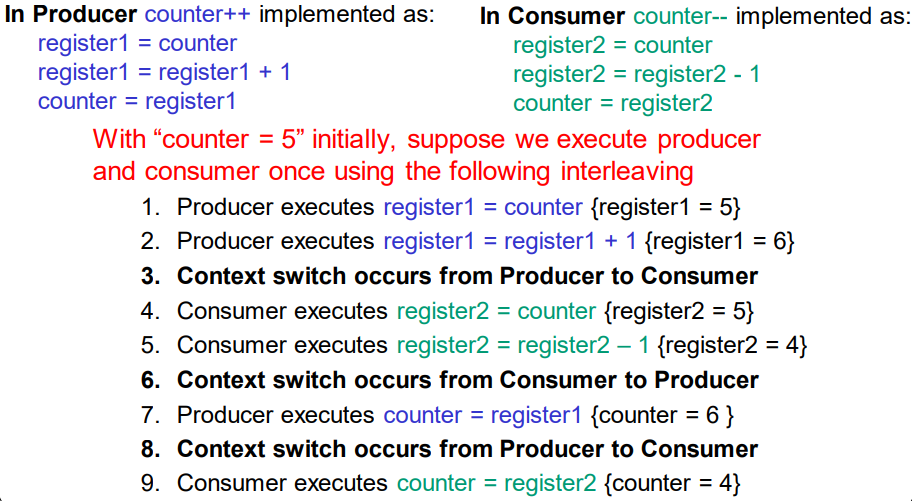 In Producer counter++ implemented as:
register1 = counter
register1 = register1 + 1
counter = register1
In Consumer counter-- implemented as:
register2 = counter
register2 = register2 - 1
counter = register2
With “counter = 5” initially, suppose we execute producer
and consumer once using the following interleaving
1. Producer executes register1 = counter {register1 = 5}
2. Producer executes register1 = register1 + 1 {register1 = 6}
3. Context switch occurs from Producer to Consumer
4. Consumer executes register2 = counter {register2 = 5}
5. Consumer executes register2 = register2 – 1 {register2 = 4}
6. Context switch occurs from Consumer to Producer
7. Producer executes counter = register1 {counter = 6 }
8. Context switch occurs from Producer to Consumer
9. Consumer executes counter = register2 {counter = 4}